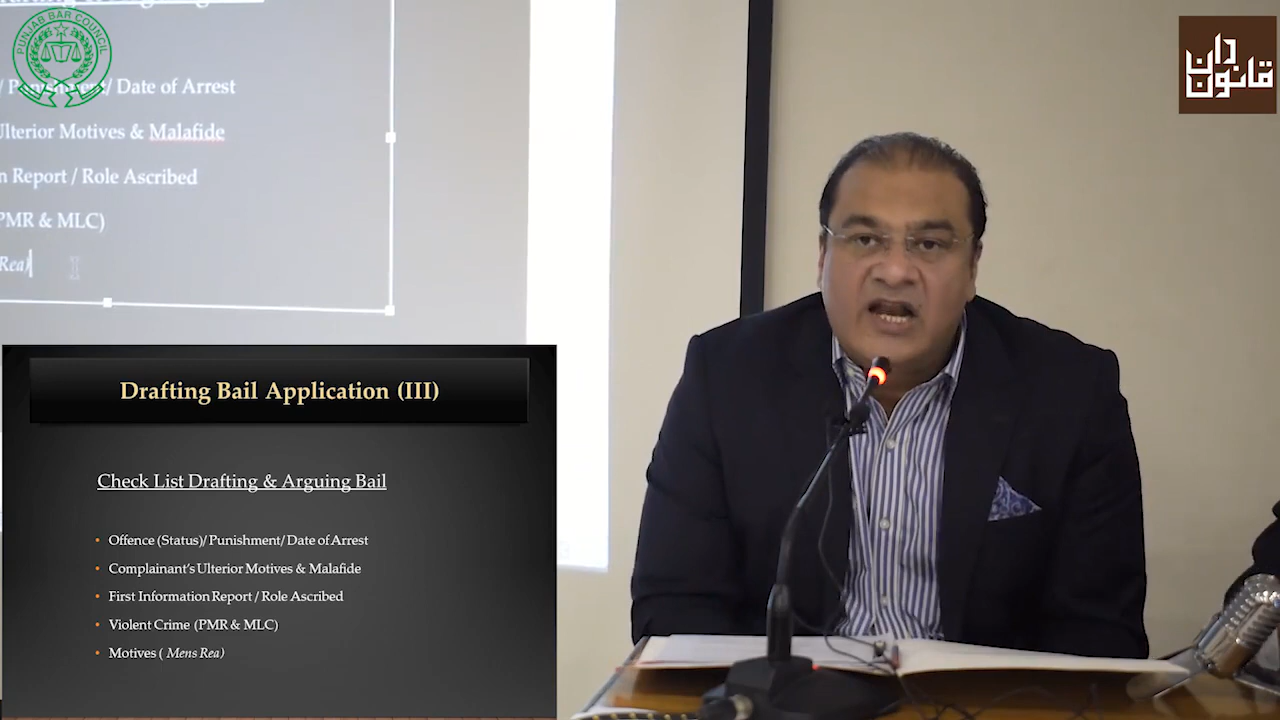 PUNJAB BAR COUNCIL
/ Punishment/ Date of Arrest
Ulterior Motives & Malafide
n Report / Role Ascribed
PMR & MLC)
Rea)
قانون دان
Drafting Bail Application (III)
Check List Drafting & Arguing Bail
• Offence (Status)/ Punishment/ Date of Arrest
• Complainant's Ulterior Motives & Malafide
• First Information Report / Role Ascribed
• Violent Crime (PMR & MLC)
• Motives ( Mens Rea)